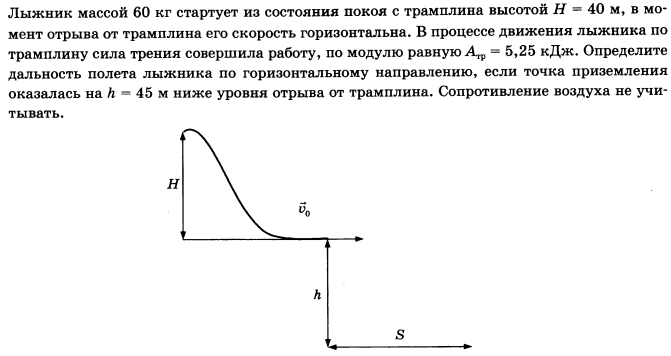 Лыжник массой 60 кг стартует из состояния покоя с трамплина высотой H = 40 м, в мо-
мент отрыва от трамплина его скорость горизонтальна. В процессе движения лыжника по
трамплину сила трения совершила работу, по модулю равную Aтр = 5,25 кДж. Определите
дальность полета лыжника по горизонтальному направлению, если точка приземления
оказалась на h = 45 м ниже уровня отрыва от трамплина. Сопротивление воздуха не учи-
тывать.
H
v⃗₀
h
S